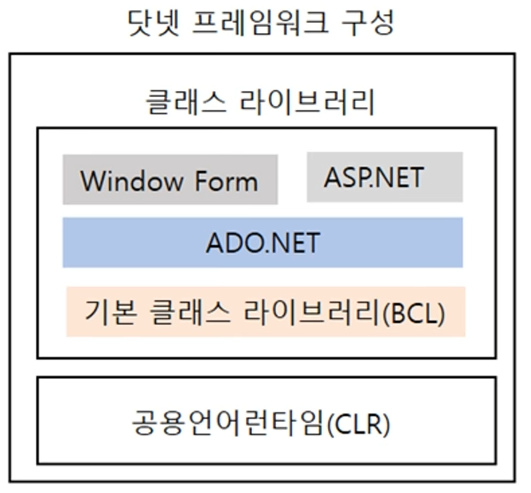 닷넷 프레임워크 구성
클래스 라이브러리
Window Form
ASP.NET
ADO.NET
기본 클래스 라이브러리(BCL)
공용언어런타임(CLR)